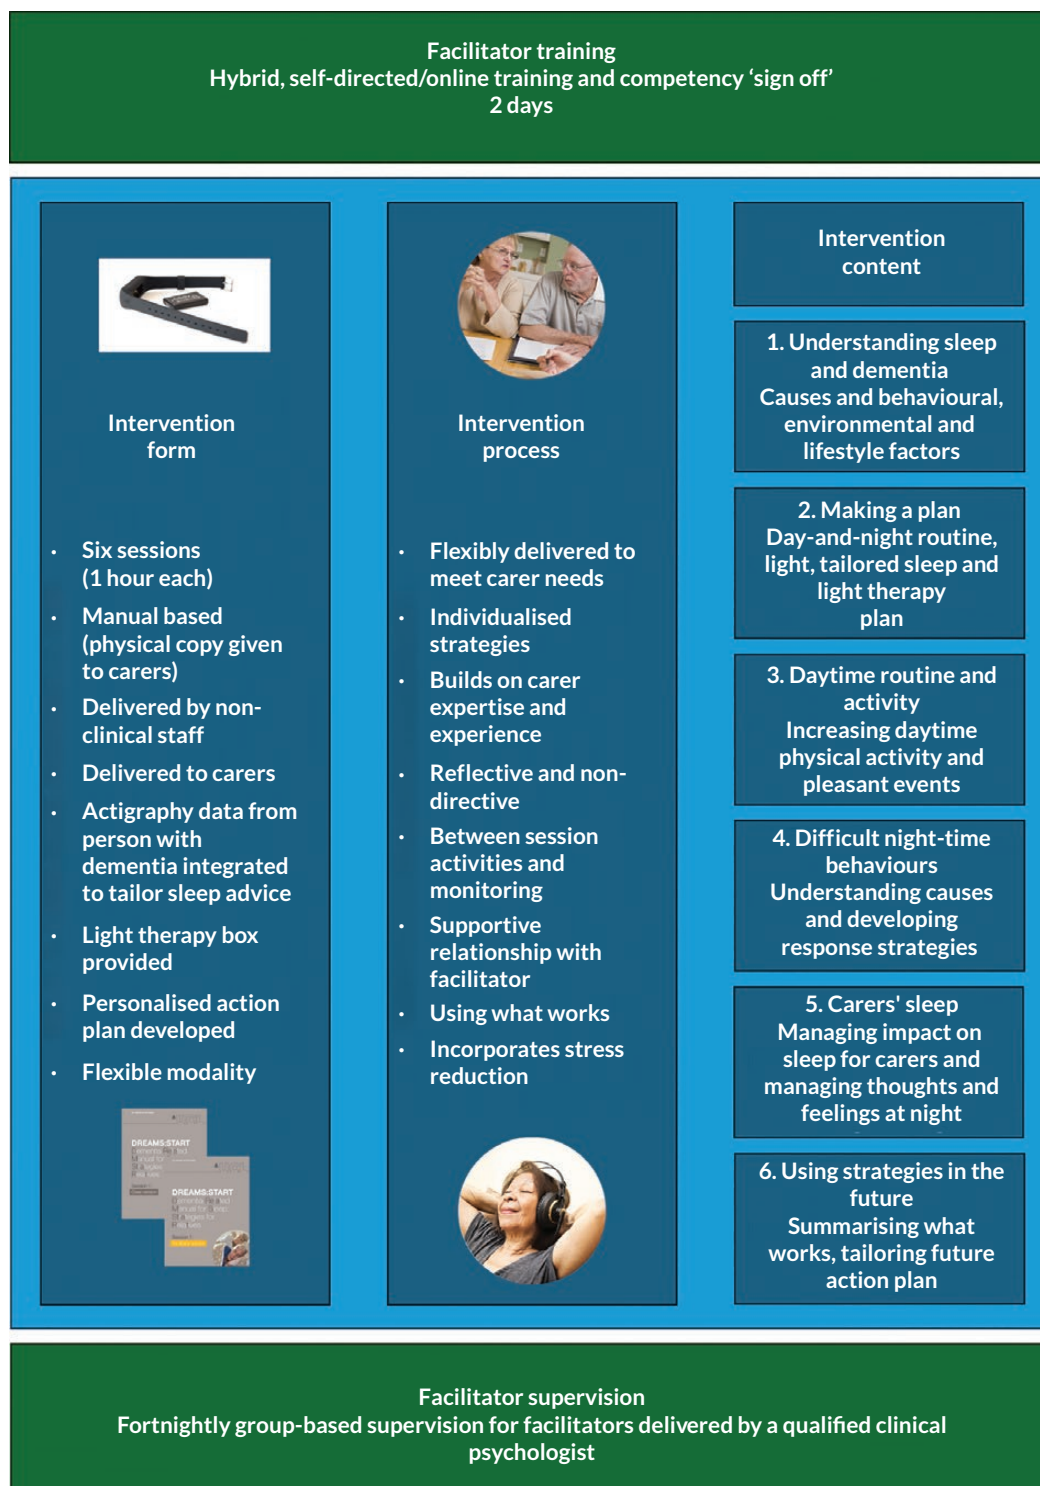 Facilitator training
Hybrid, self-directed/online training and competency ‘sign off’
2 days
Intervention
form
· Six sessions
(1 hour each)
· Manual based
(physical copy given
to carers)
· Delivered by non-
clinical staff
· Delivered to carers
· Actigraphy data from
person with
dementia integrated
to tailor sleep advice
· Light therapy box
provided
· Personalised action
plan developed
· Flexible modality
DREAMS:START
DREAMS:START
Intervention
process
· Flexibly delivered to
meet carer needs
· Individualised
strategies
· Builds on carer
expertise and
experience
· Reflective and non-
directive
· Between session
activities and
monitoring
· Supportive
relationship with
facilitator
· Using what works
· Incorporates stress
reduction
Intervention
content
1. Understanding sleep
and dementia
Causes and behavioural,
environmental and
lifestyle factors
2. Making a plan
Day-and-night routine,
light, tailored sleep and
light therapy
plan
3. Daytime routine and
activity
Increasing daytime
physical activity and
pleasant events
4. Difficult night-time
behaviours
Understanding causes
and developing
response strategies
5. Carers' sleep
Managing impact on
sleep for carers and
managing thoughts and
feelings at night
6. Using strategies in the
future
Summarising what
works, tailoring future
action plan
Facilitator supervision
Fortnightly group-based supervision for facilitators delivered by a qualified clinical
psychologist